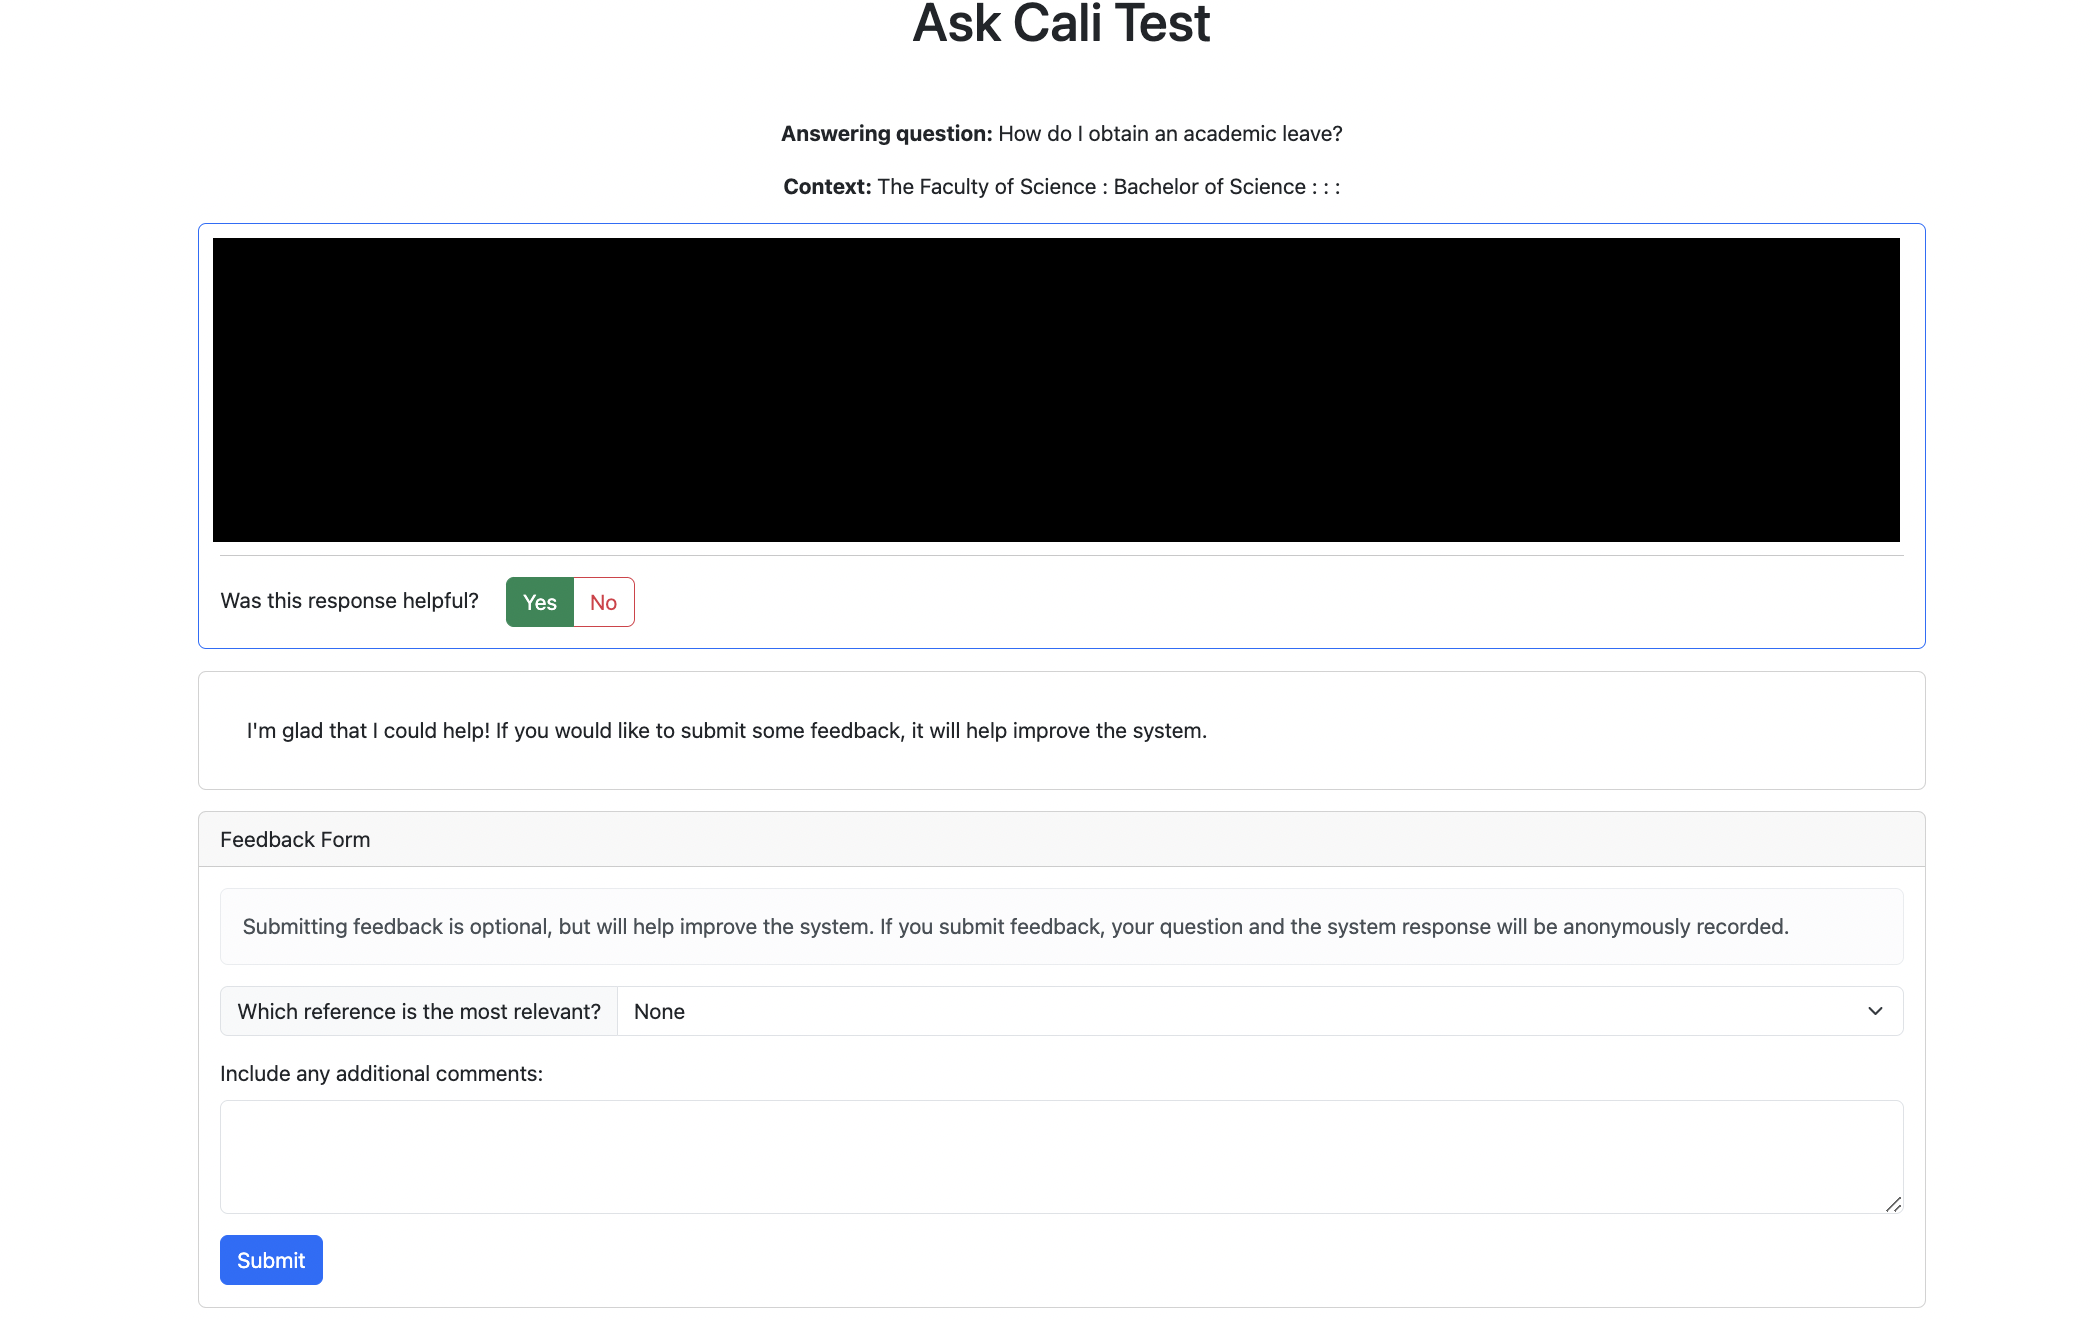 Ask Cali Test
Answering question: How do I obtain an academic leave?
Context: The Faculty of Science : Bachelor of Science : : :
Was this response helpful? Yes No
I'm glad that I could help! If you would like to submit some feedback, it will help improve the system.
Feedback Form
Submitting feedback is optional, but will help improve the system. If you submit feedback, your question and the system response will be anonymously recorded.
Which reference is the most relevant? None
Include any additional comments:
Submit